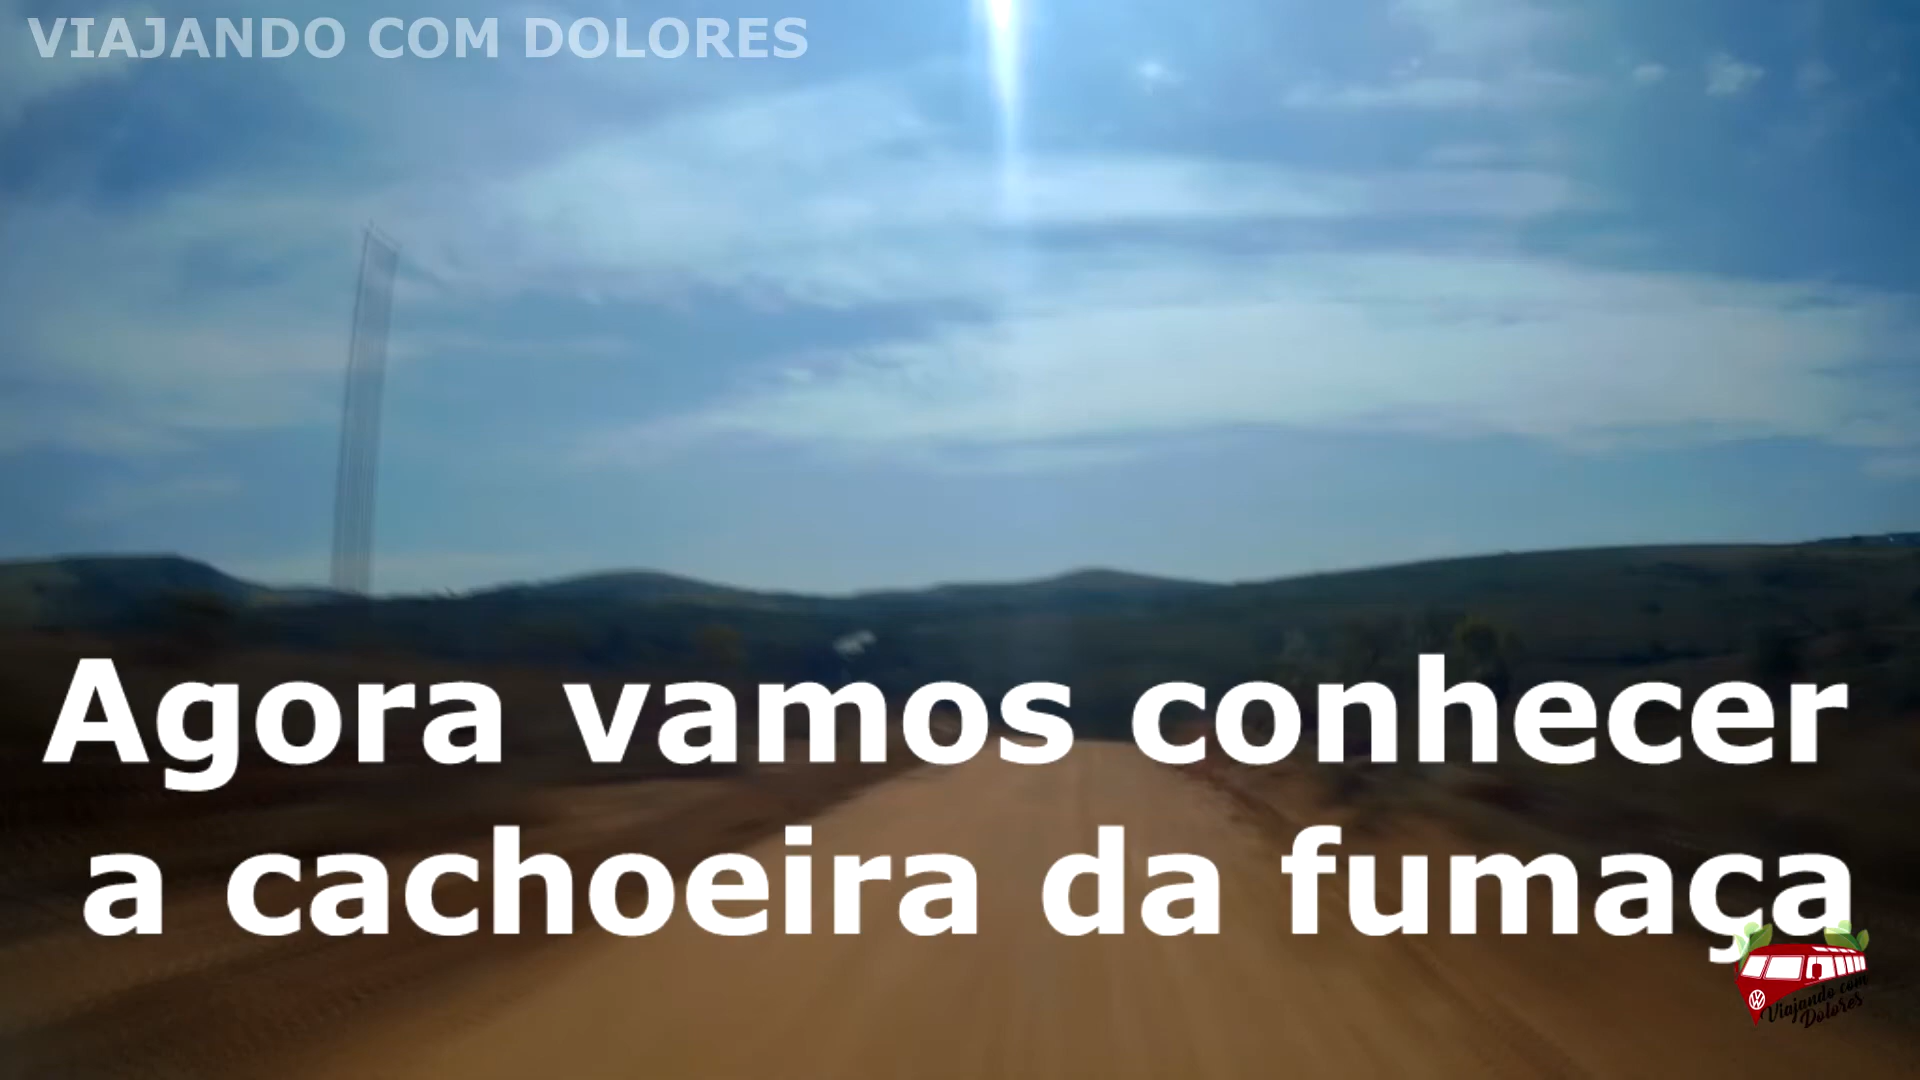 VIAJANDO COM DOLORES
Agora vamos conhecer
a cachoeira da fumaça
Viajando com
Dolores